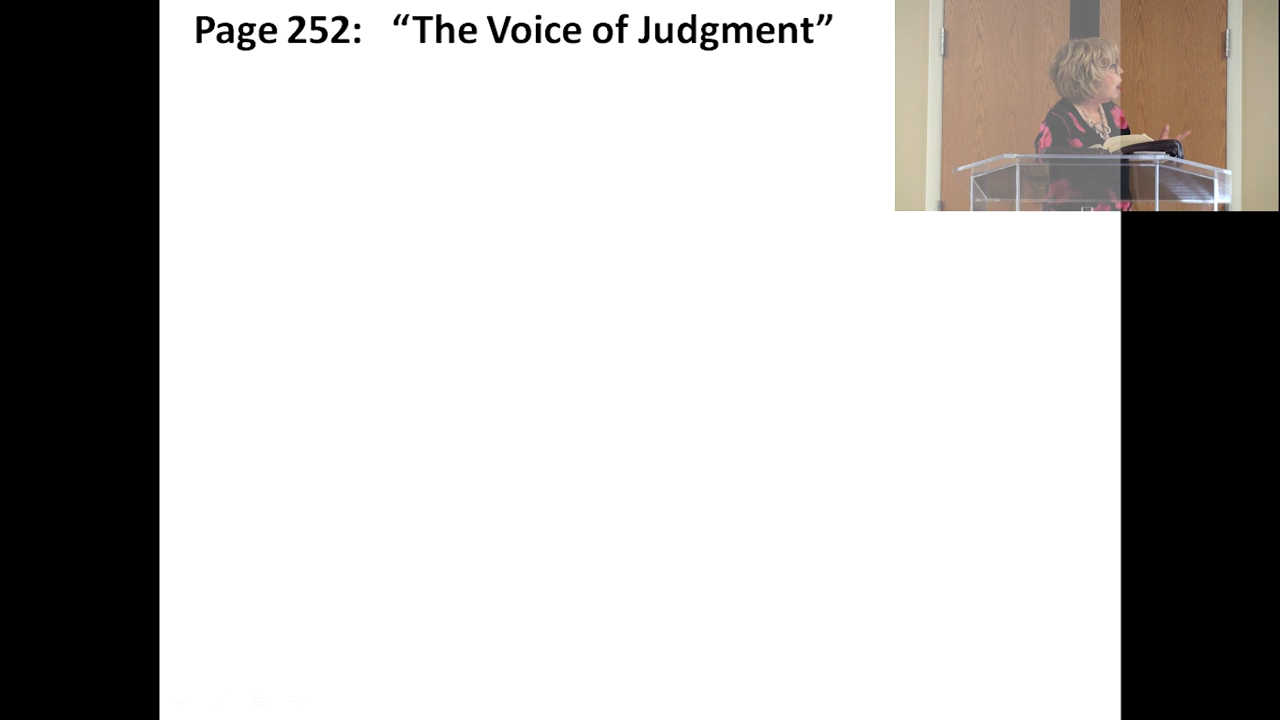 Page 252: “The Voice of Judgment”